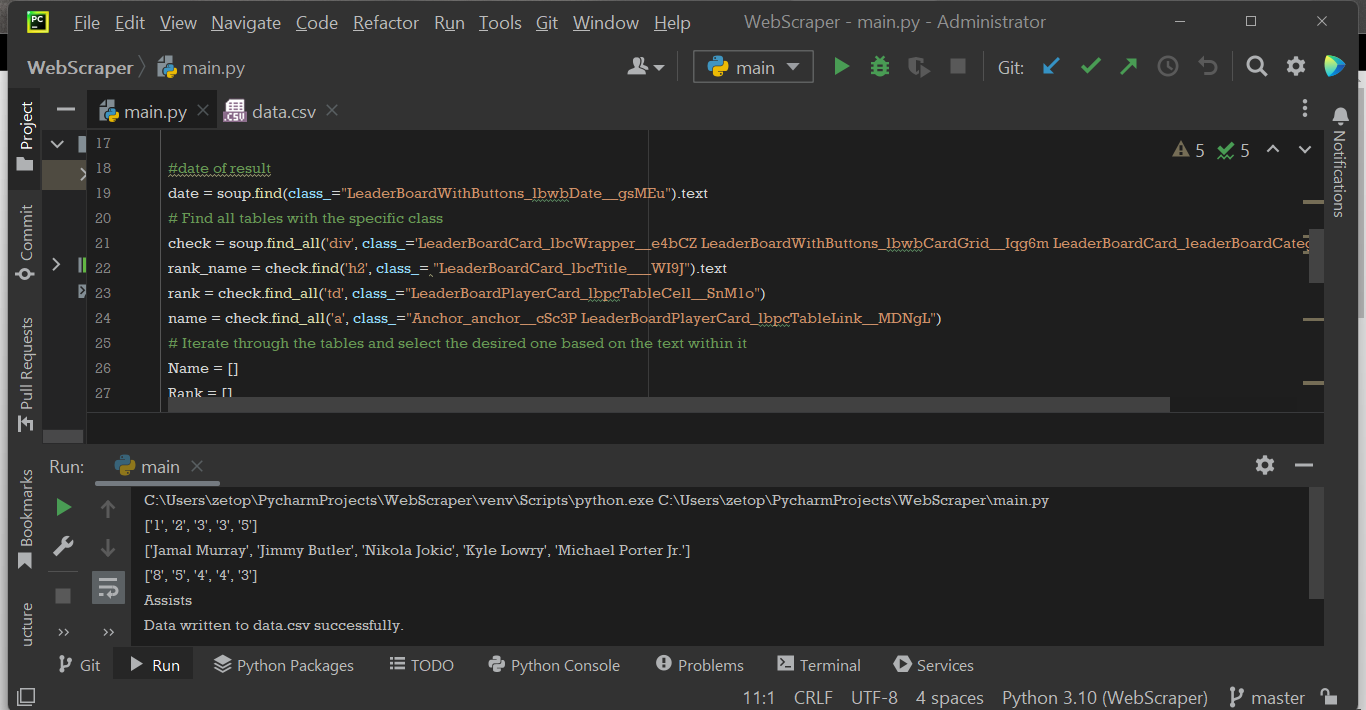 PC File Edit View Navigate Code Refactor Run Tools Git Window Help WebScraper - main.py - Administrator
WebScraper main.py main Git:
Project
Commit
Pull Requests
Bookmarks
ucture
main.py data.csv
Notifications
5 5
17
18 #date of result
19 date = soup.find(class_="LeaderBoardWithButtons_lbwbDate__gsMEu").text
20 # Find all tables with the specific class
21 check = soup.find_all('div', class_='LeaderBoardCard_lbcWrapper__e4bCZ LeaderBoardWithButtons_lbwbCardGrid__Iqg6m LeaderBoardCard_leaderBoardCateg
22 rank_name = check.find('h2', class_= "LeaderBoardCard_lbcTitle___WI9J").text
23 rank = check.find_all('td', class_="LeaderBoardPlayerCard_lbpcTableCell__SnM1o")
24 name = check.find_all('a', class_="Anchor_anchor__cSc3P LeaderBoardPlayerCard_lbpcTableLink__MDNgL")
25 # Iterate through the tables and select the desired one based on the text within it
26 Name = []
27 Rank = []
Run: main
C:\Users\zetop\PycharmProjects\WebScraper\venv\Scripts\python.exe C:\Users\zetop\PycharmProjects\WebScraper\main.py
['1', '2', '3', '3', '5']
['Jamal Murray', 'Jimmy Butler', 'Nikola Jokic', 'Kyle Lowry', 'Michael Porter Jr.']
['8', '5', '4', '4', '3']
Assists
Data written to data.csv successfully.
Git Run Python Packages TODO Python Console Problems Terminal Services
11:1 CRLF UTF-8 4 spaces Python 3.10 (WebScraper) master